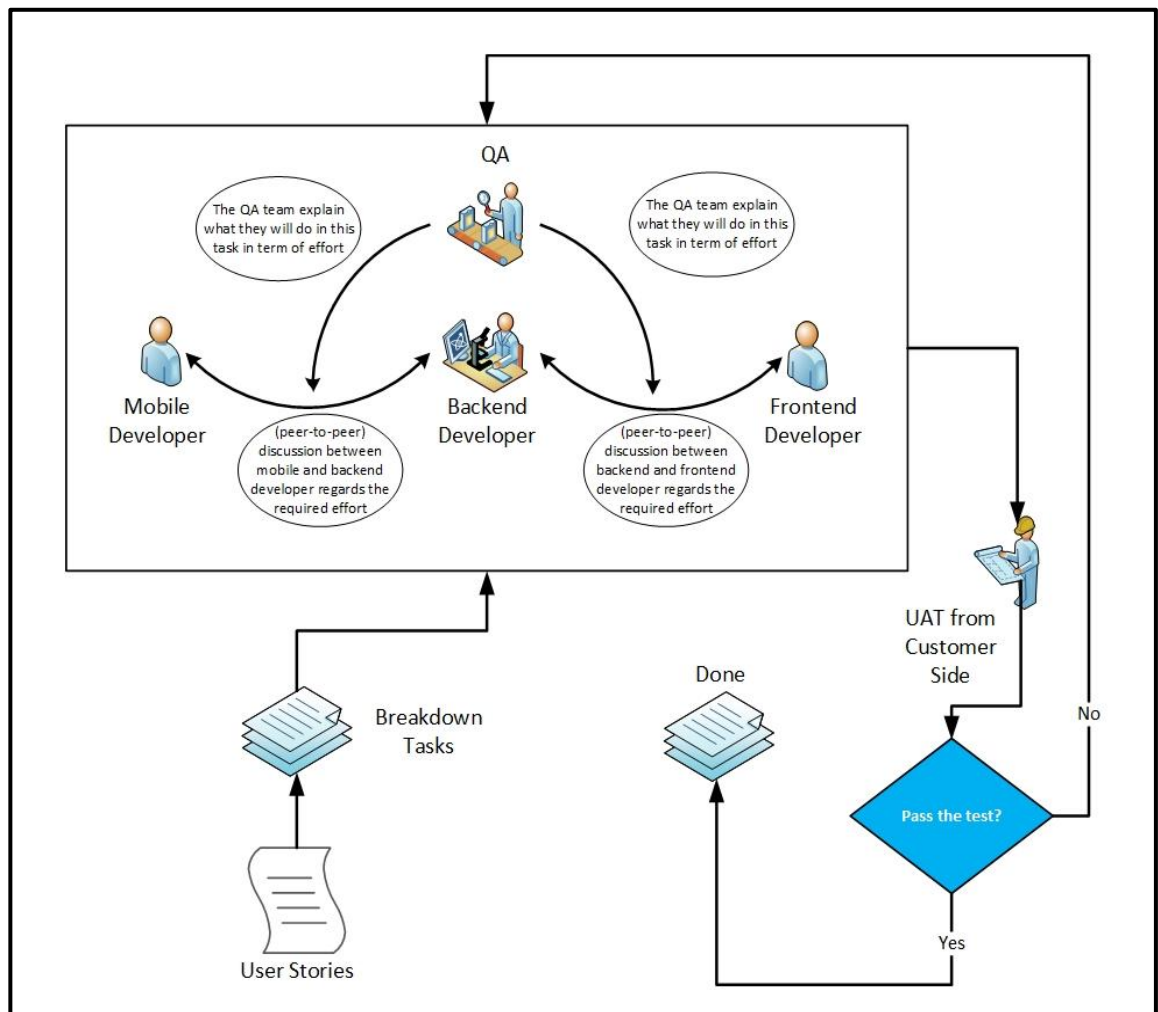 QA
The QA team explain
what they will do in this
task in term of effort
The QA team explain
what they will do in this
task in term of effort
Mobile
Developer
Backend
Developer
Frontend
Developer
(peer-to-peer)
discussion between
mobile and backend
developer regards the
required effort
(peer-to-peer)
discussion between
backend and frontend
developer regards the
required effort
UAT from
Customer
Side
Breakdown
Tasks
Done
No
Pass the test?
Yes
User Stories